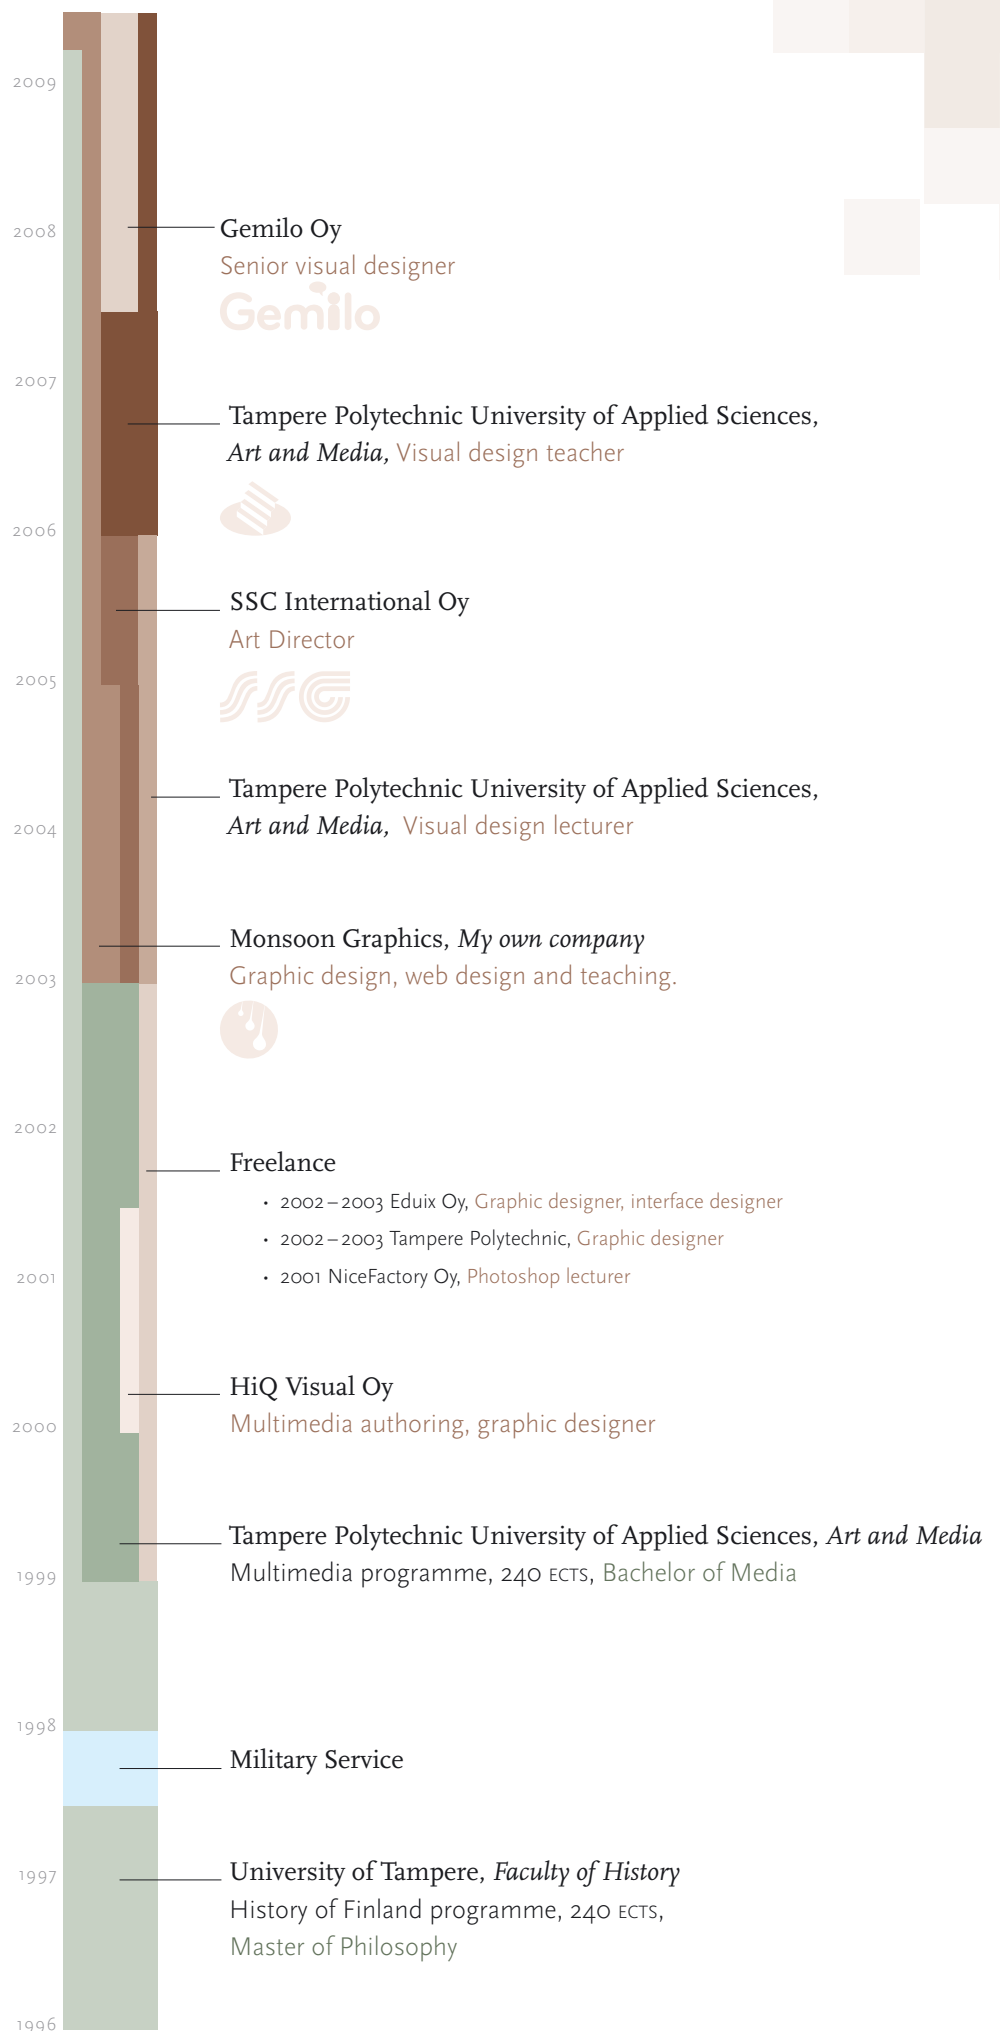 2009
2008
Gemilo Oy
Senior visual designer
Gemilo
2007
Tampere Polytechnic University of Applied Sciences,
Art and Media, Visual design teacher
2006
SSC International Oy
Art Director
2005
SSC
Tampere Polytechnic University of Applied Sciences,
2004
Art and Media, Visual design lecturer
Monsoon Graphics, My own company
2003
Graphic design, web design and teaching.
2002
Freelance
• 2002–2003 Eduix Oy, Graphic designer, interface designer
• 2002–2003 Tampere Polytechnic, Graphic designer
2001
• 2001 NiceFactory Oy, Photoshop lecturer
HiQ Visual Oy
2000
Multimedia authoring, graphic designer
Tampere Polytechnic University of Applied Sciences, Art and Media
1999
Multimedia programme, 240 ECTS, Bachelor of Media
1998
Military Service
1997
University of Tampere, Faculty of History
History of Finland programme, 240 ECTS,
Master of Philosophy
1996